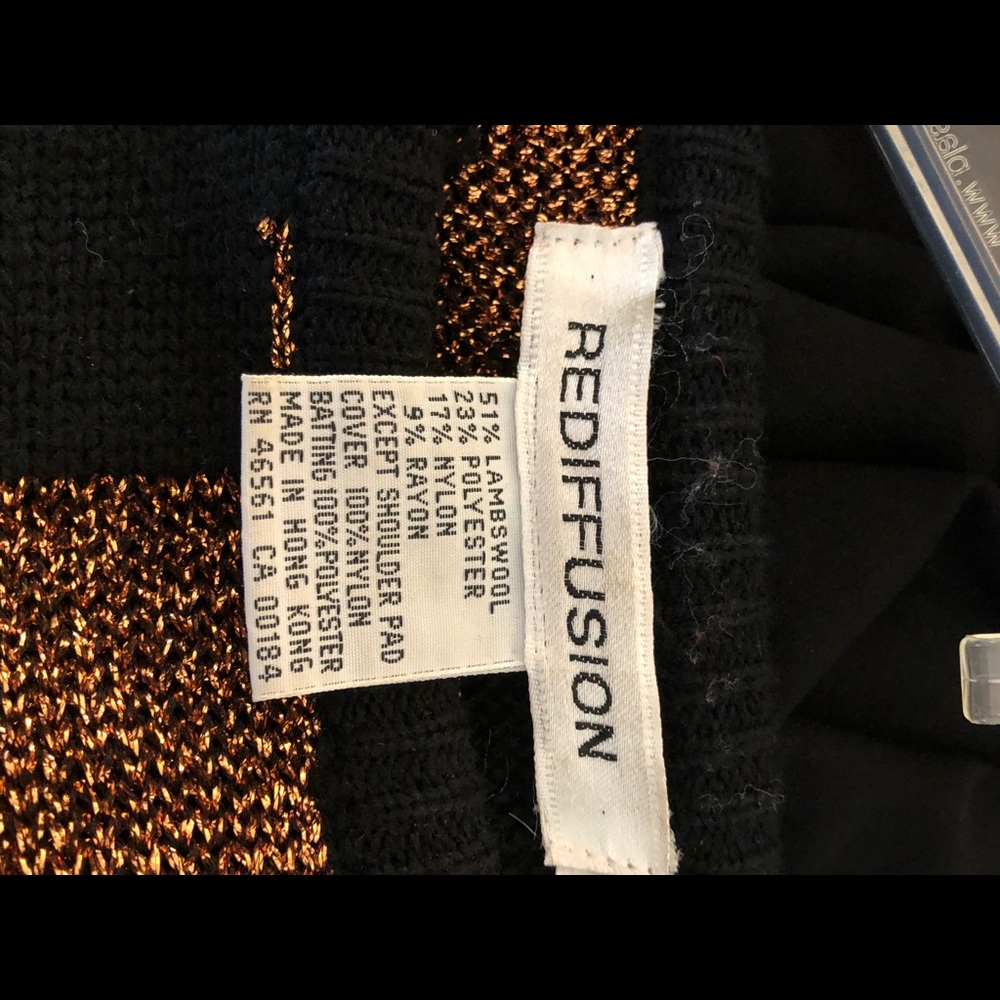 REDIFFUSION
51% LAMBSWOOL
23% POLYESTER
17% NYLON
9% RAYON
EXCEPT SHOULDER PAD
COVER 100% NYLON
BATTING 100% POLYESTER
MADE IN HONG KONG
RN 46561 CA 00184